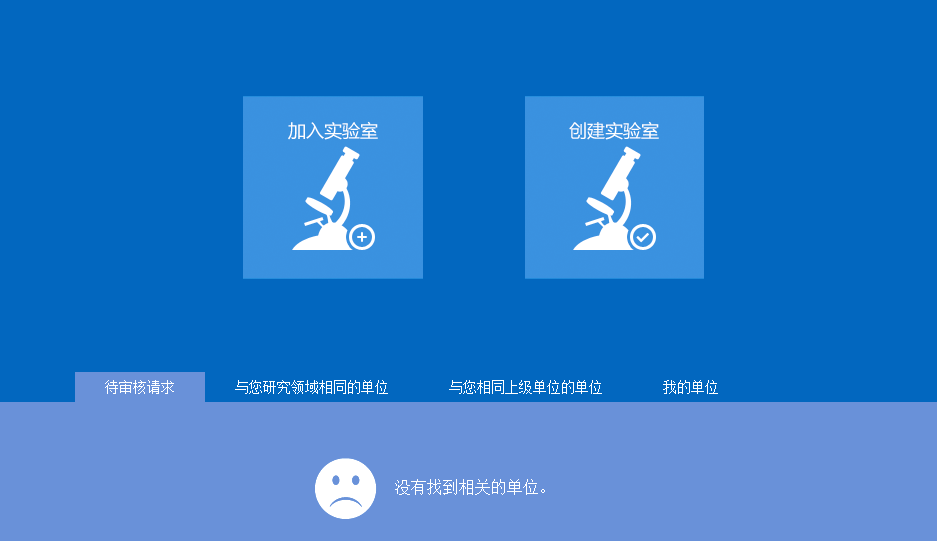 加入实验室
创建实验室
待审核请求
与您研究领域相同的单位
与您相同上级单位的单位
我的单位
没有找到相关的单位。